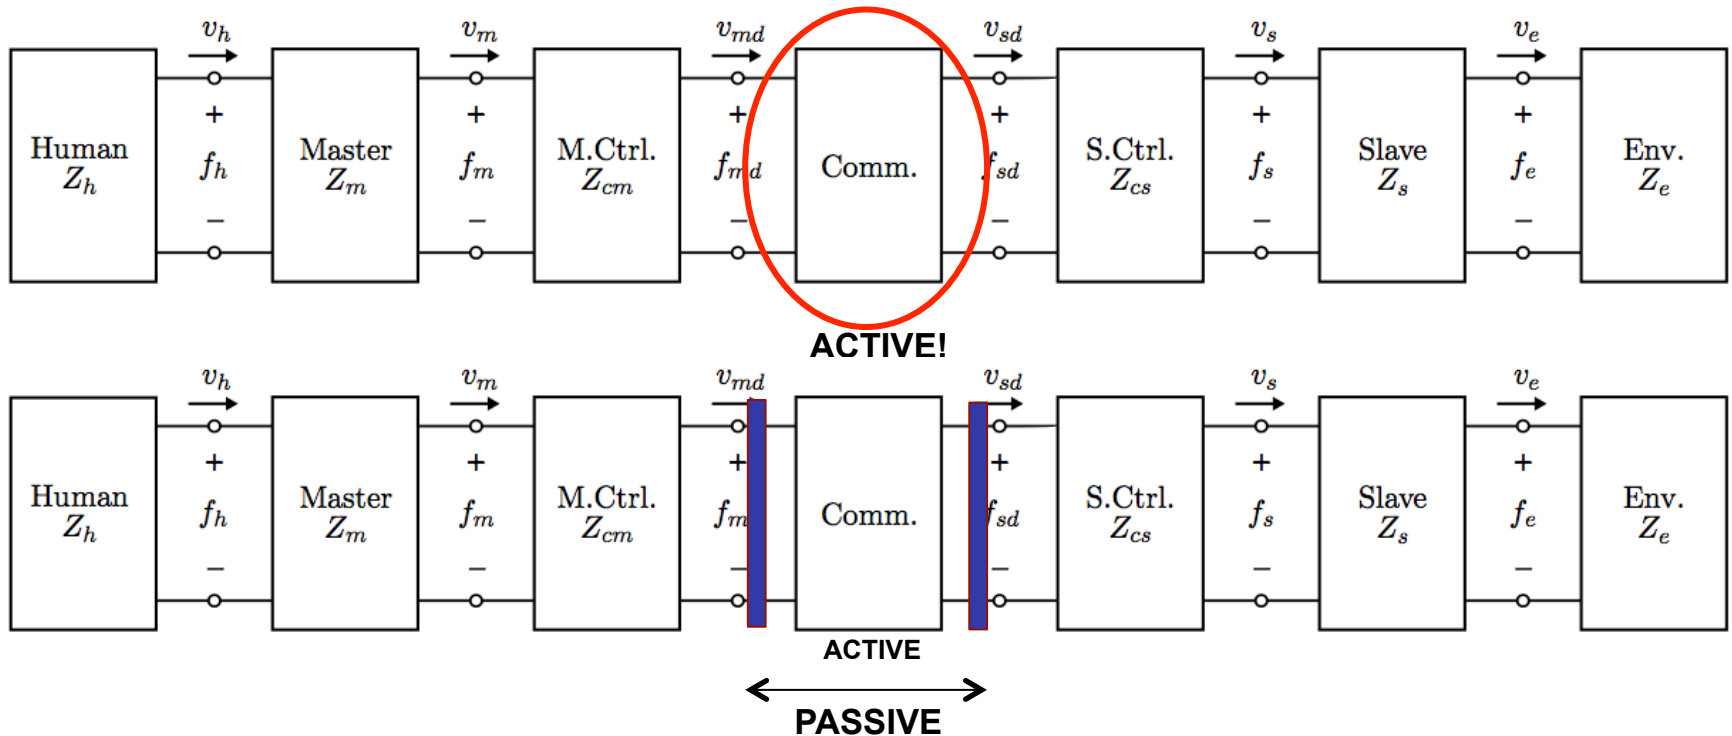 v_h v_m v_md v_sd v_s v_e
+ + + + + +
Human Master M.Ctrl. Comm. S.Ctrl. Slave Env.
Z_h Z_m Z_cm Z_cs Z_s Z_e
f_h f_m f_md f_sd f_s f_e
− − − − − −
ACTIVE!
v_h v_m v_md v_sd v_s v_e
+ + + + + +
Human Master M.Ctrl. Comm. S.Ctrl. Slave Env.
Z_h Z_m Z_cm Z_cs Z_s Z_e
f_h f_m f_m f_sd f_s f_e
− − − − − −
ACTIVE
PASSIVE